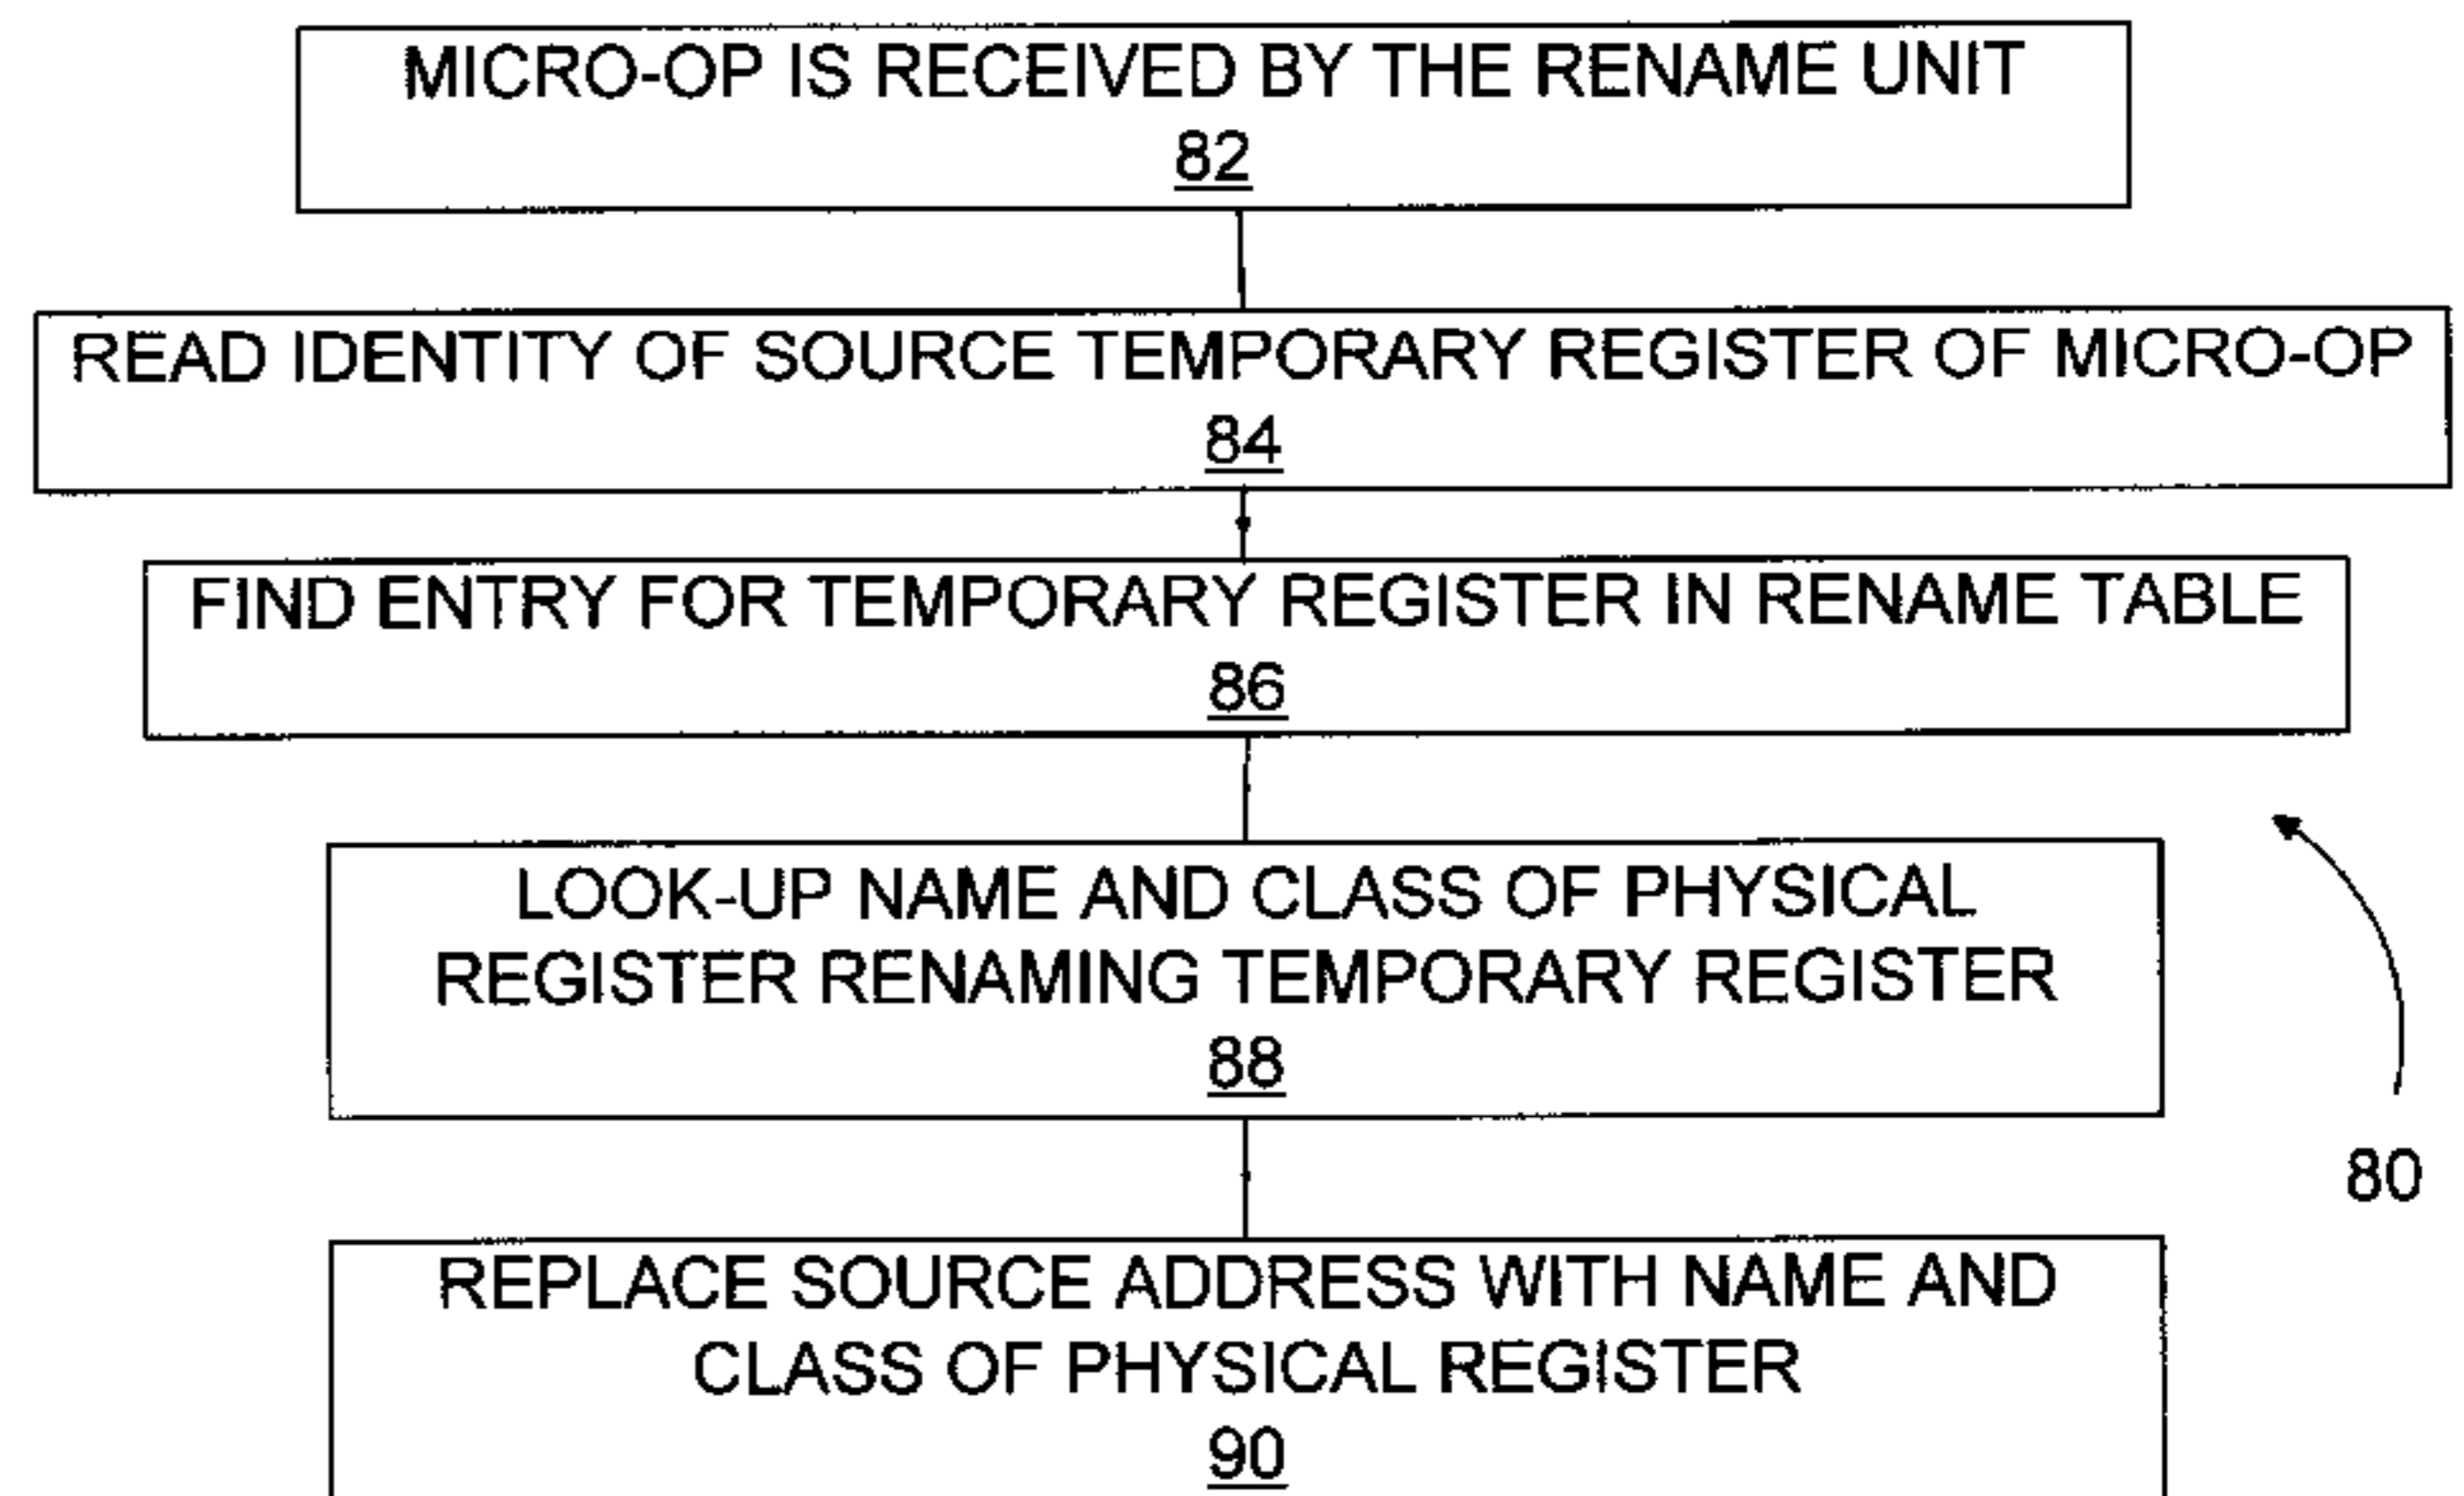 MICRO-OP IS RECEIVED BY THE RENAME UNIT
82
READ IDENTITY OF SOURCE TEMPORARY REGISTER OF MICRO-OP
84
FIND ENTRY FOR TEMPORARY REGISTER IN RENAME TABLE
86
LOOK-UP NAME AND CLASS OF PHYSICAL
REGISTER RENAMING TEMPORARY REGISTER
88
80
REPLACE SOURCE ADDRESS WITH NAME AND
CLASS OF PHYSICAL REGISTER
90